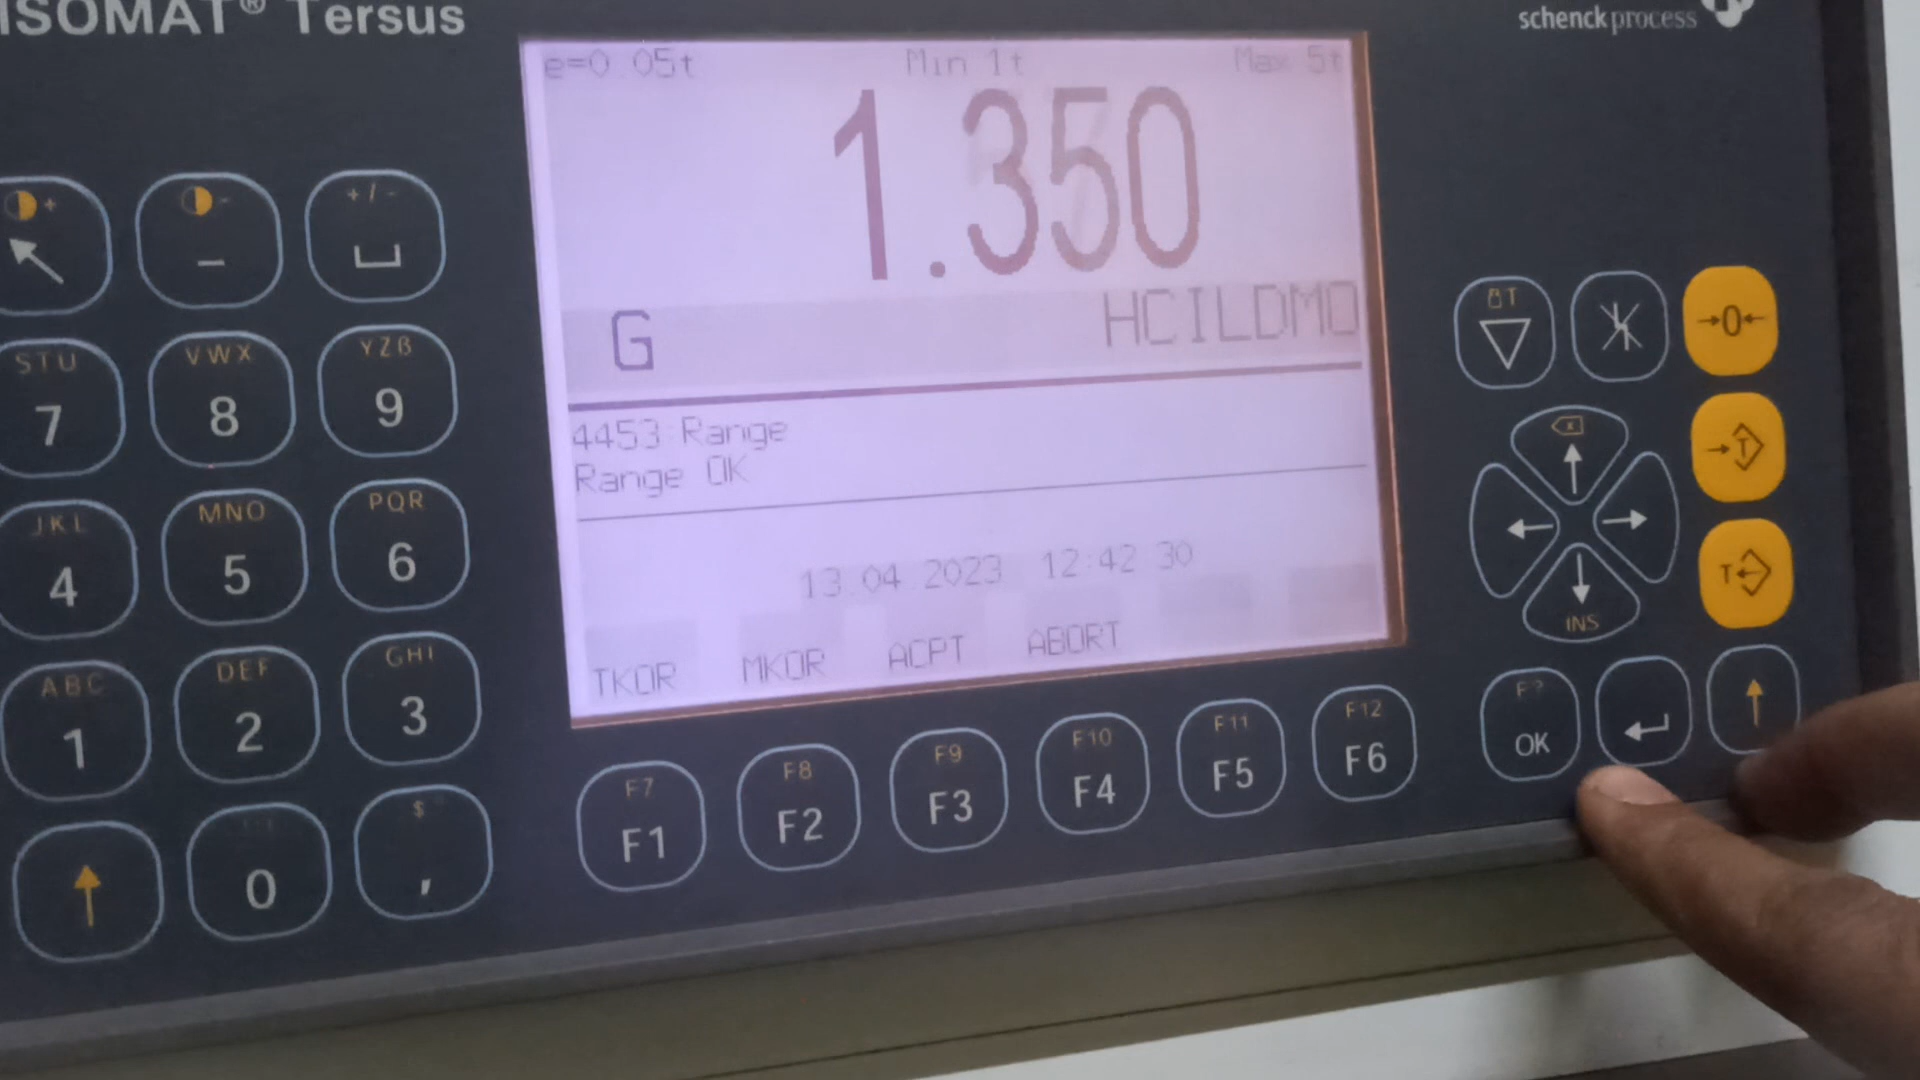 ISOMAT® Tersus
schenck process
e=0.05t Min 1t Max 5t
1.350
G HCILDMO
4453 Range
Range OK
13.04.2023 12:42:30
TKOR MKOR ACPT ABORT
+ - +/-
STU VWX YZß
7 8 9
JKL MNO PQR
4 5 6
ABC DEF GHI
1 2 3
$
0 ,
F7 F8 F9 F10 F11 F12
F1 F2 F3 F4 F5 F6
T
→0←
→T
T←
INS
F?
OK